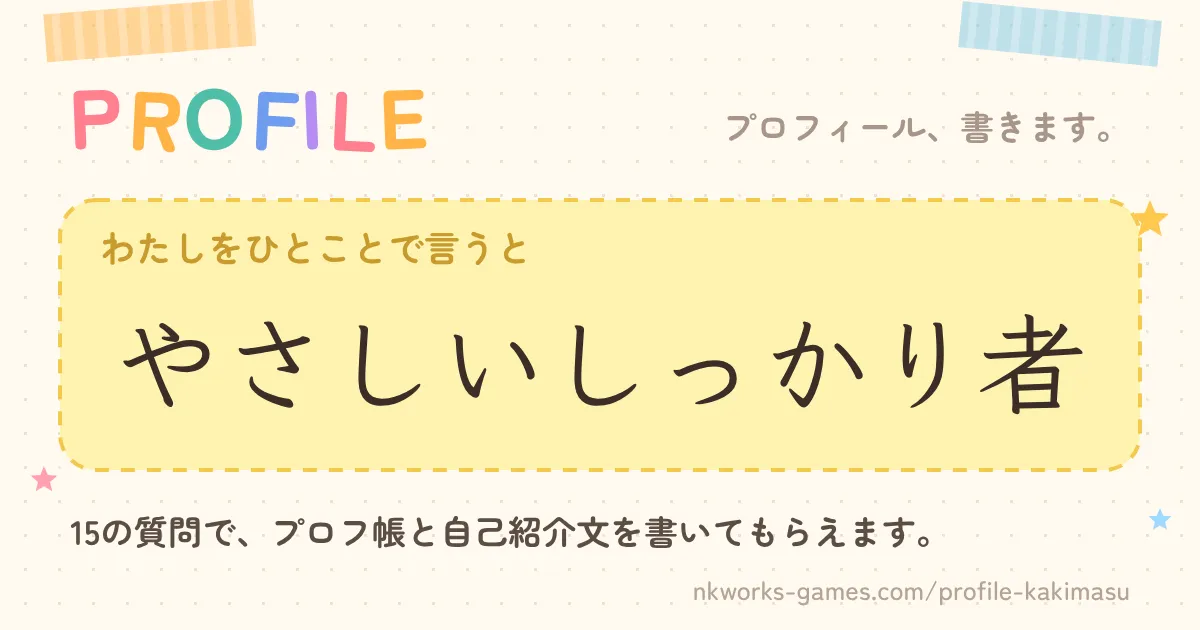 PROFILE
プロフィール、書きます。
わたしをひとことで言うと
やさしいしっかり者
15の質問で、プロフ帳と自己紹介文を書いてもらえます。
nkworks-games.com/profile-kakimasu